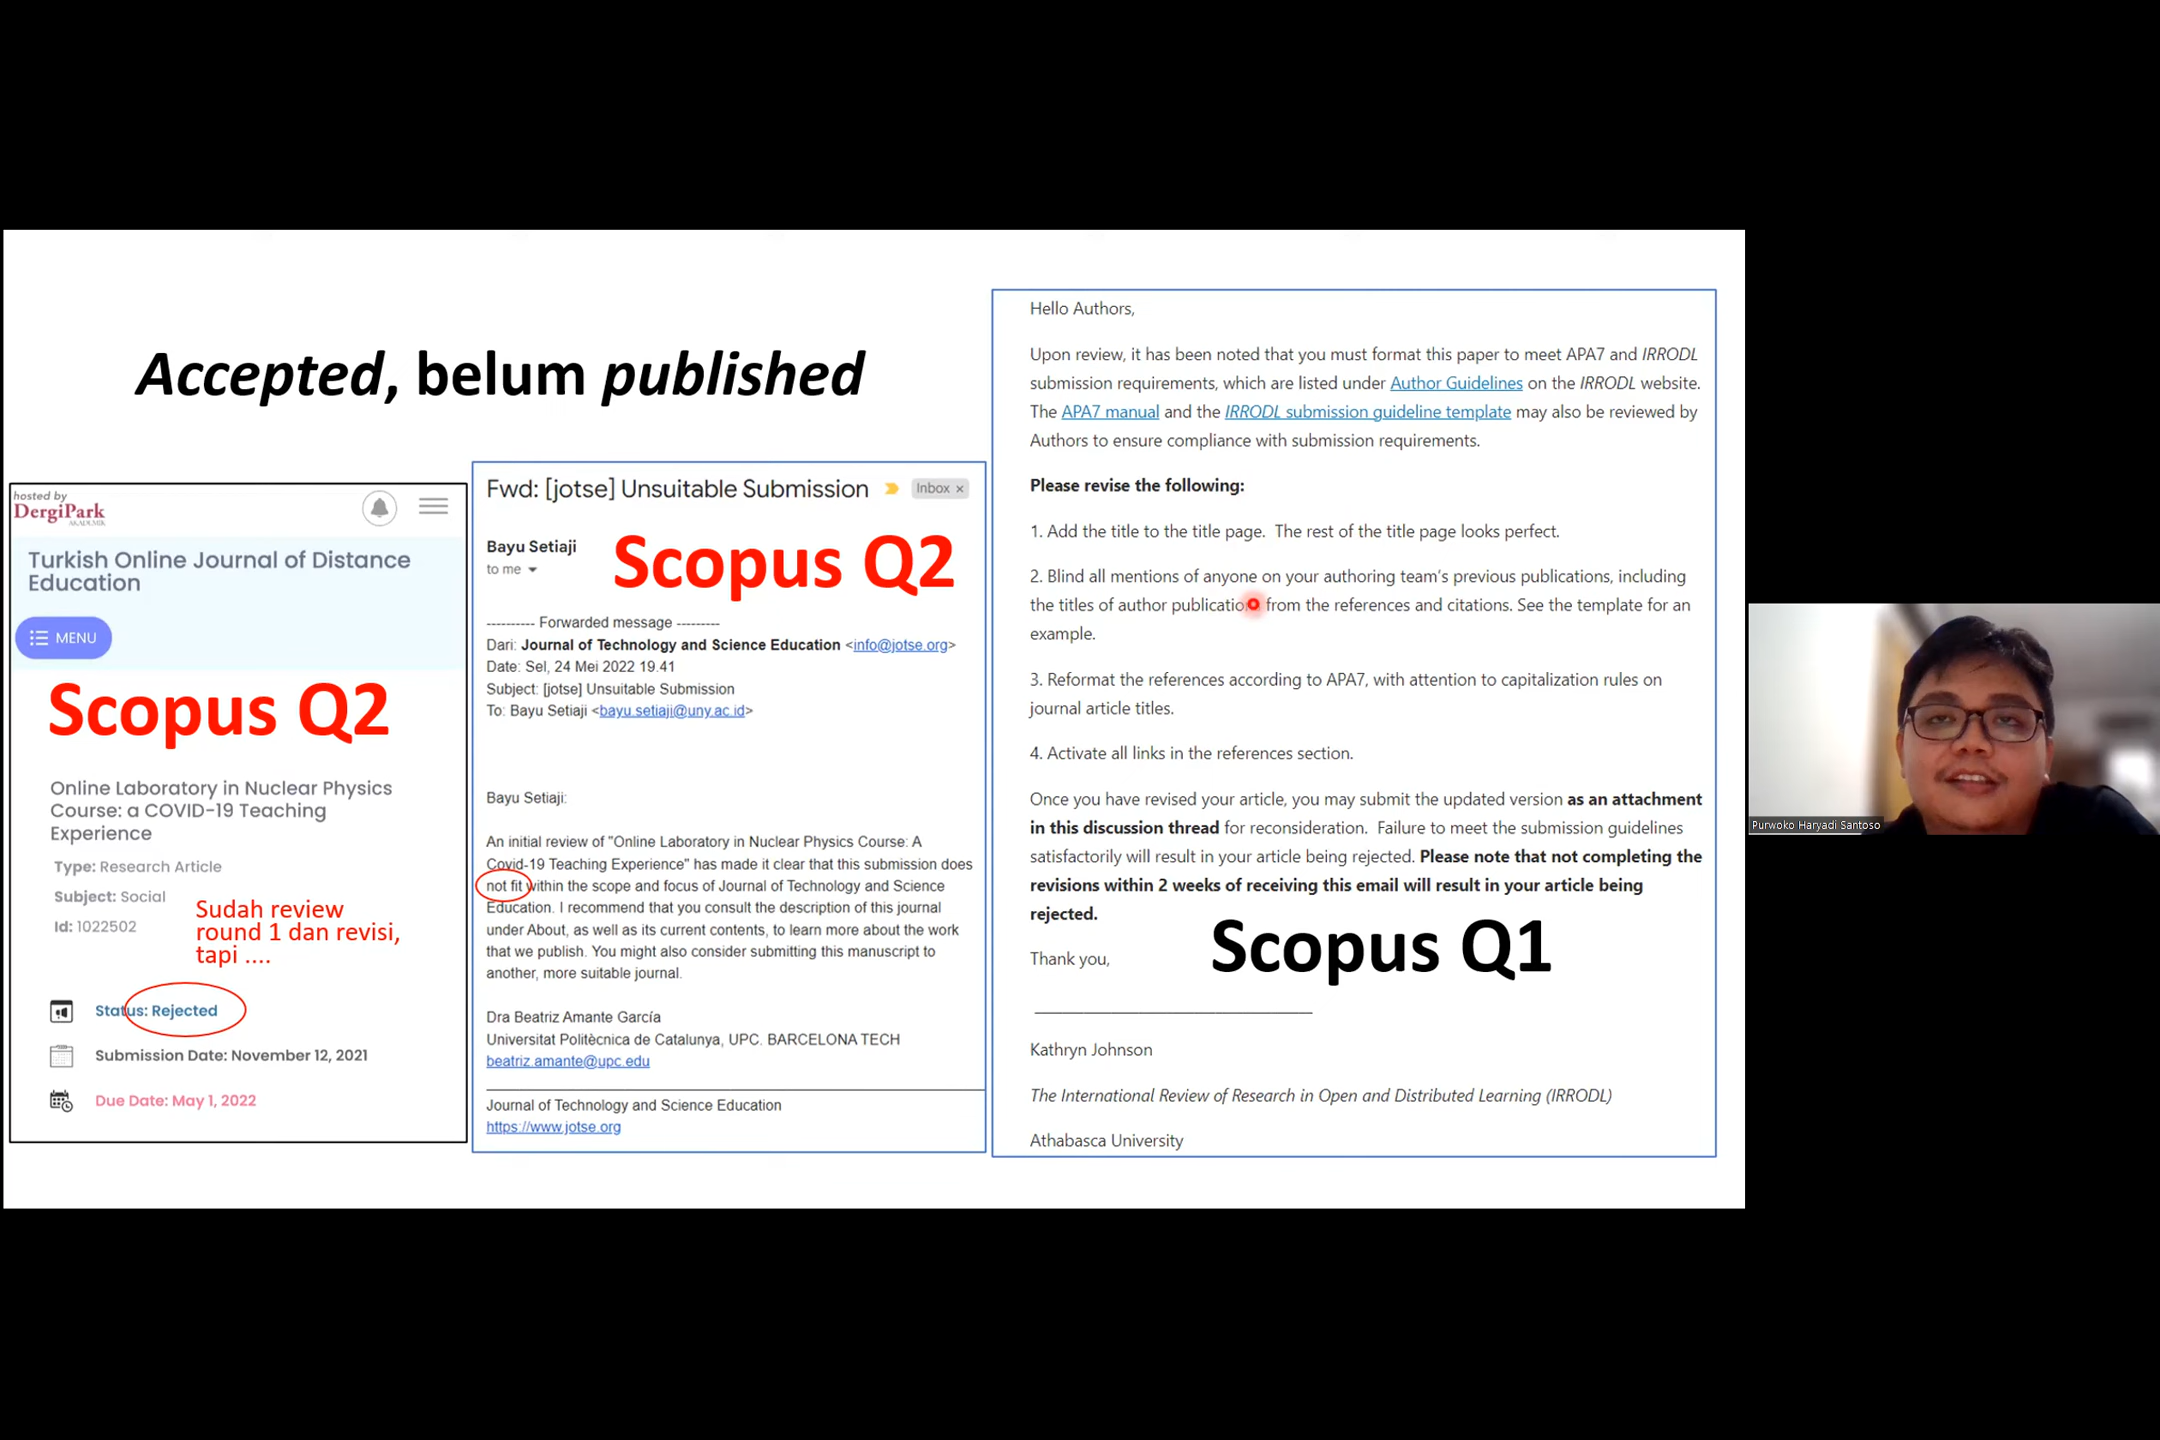 Accepted, belum published
hosted by
DergiPark
AKADEMİK
Turkish Online Journal of Distance
Education
MENU
Scopus Q2
Online Laboratory in Nuclear Physics
Course: a COVID-19 Teaching
Experience
Type: Research Article
Subject: Social
Id: 1022502
Sudah review
round 1 dan revisi,
tapi ....
Status: Rejected
Submission Date: November 12, 2021
Due Date: May 1, 2022
Fwd: [jotse] Unsuitable Submission
Inbox ×
Bayu Setiaji
to me
Scopus Q2
---------- Forwarded message ---------
Dari: Journal of Technology and Science Education <info@jotse.org>
Date: Sel, 24 Mei 2022 19.41
Subject: [jotse] Unsuitable Submission
To: Bayu Setiaji <bayu.setiaji@uny.ac.id>
Bayu Setiaji:
An initial review of "Online Laboratory in Nuclear Physics Course: A
Covid-19 Teaching Experience" has made it clear that this submission does
not fit within the scope and focus of Journal of Technology and Science
Education. I recommend that you consult the description of this journal
under About, as well as its current contents, to learn more about the work
that we publish. You might also consider submitting this manuscript to
another, more suitable journal.
Dra Beatriz Amante García
Universitat Politècnica de Catalunya, UPC. BARCELONA TECH
beatriz.amante@upc.edu
Journal of Technology and Science Education
https://www.jotse.org
Hello Authors,
Upon review, it has been noted that you must format this paper to meet APA7 and IRRODL
submission requirements, which are listed under Author Guidelines on the IRRODL website.
The APA7 manual and the IRRODL submission guideline template may also be reviewed by
Authors to ensure compliance with submission requirements.
Please revise the following:
1. Add the title to the title page. The rest of the title page looks perfect.
2. Blind all mentions of anyone on your authoring team's previous publications, including
the titles of author publications from the references and citations. See the template for an
example.
3. Reformat the references according to APA7, with attention to capitalization rules on
journal article titles.
4. Activate all links in the references section.
Once you have revised your article, you may submit the updated version as an attachment
in this discussion thread for reconsideration. Failure to meet the submission guidelines
satisfactorily will result in your article being rejected. Please note that not completing the
revisions within 2 weeks of receiving this email will result in your article being
rejected.
Thank you,
Scopus Q1
Kathryn Johnson
The International Review of Research in Open and Distributed Learning (IRRODL)
Athabasca University
Purwoko Haryadi Santoso